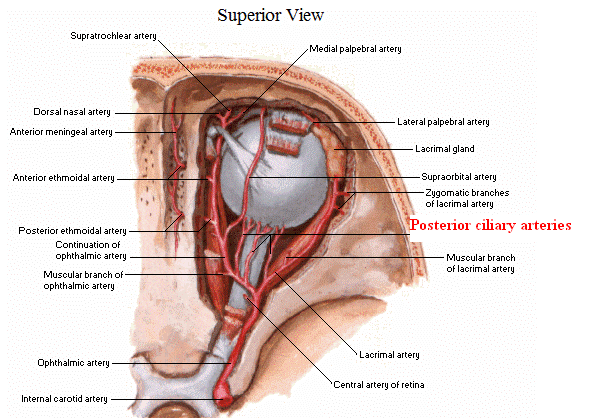 Superior View
Supratrochlear artery
Medial palpebral artery
Dorsal nasal artery
Lateral palpebral artery
Anterior meningeal artery
Lacrimal gland
Anterior ethmoidal artery
Supraorbital artery
Zygomatic branches
of lacrimal artery
Posterior ciliary arteries
Posterior ethmoidal artery
Continuation of
ophthalmic artery
Muscular branch
of lacrimal artery
Muscular branch of
ophthalmic artery
Lacrimal artery
Ophthalmic artery
Central artery of retina
Internal carotid artery